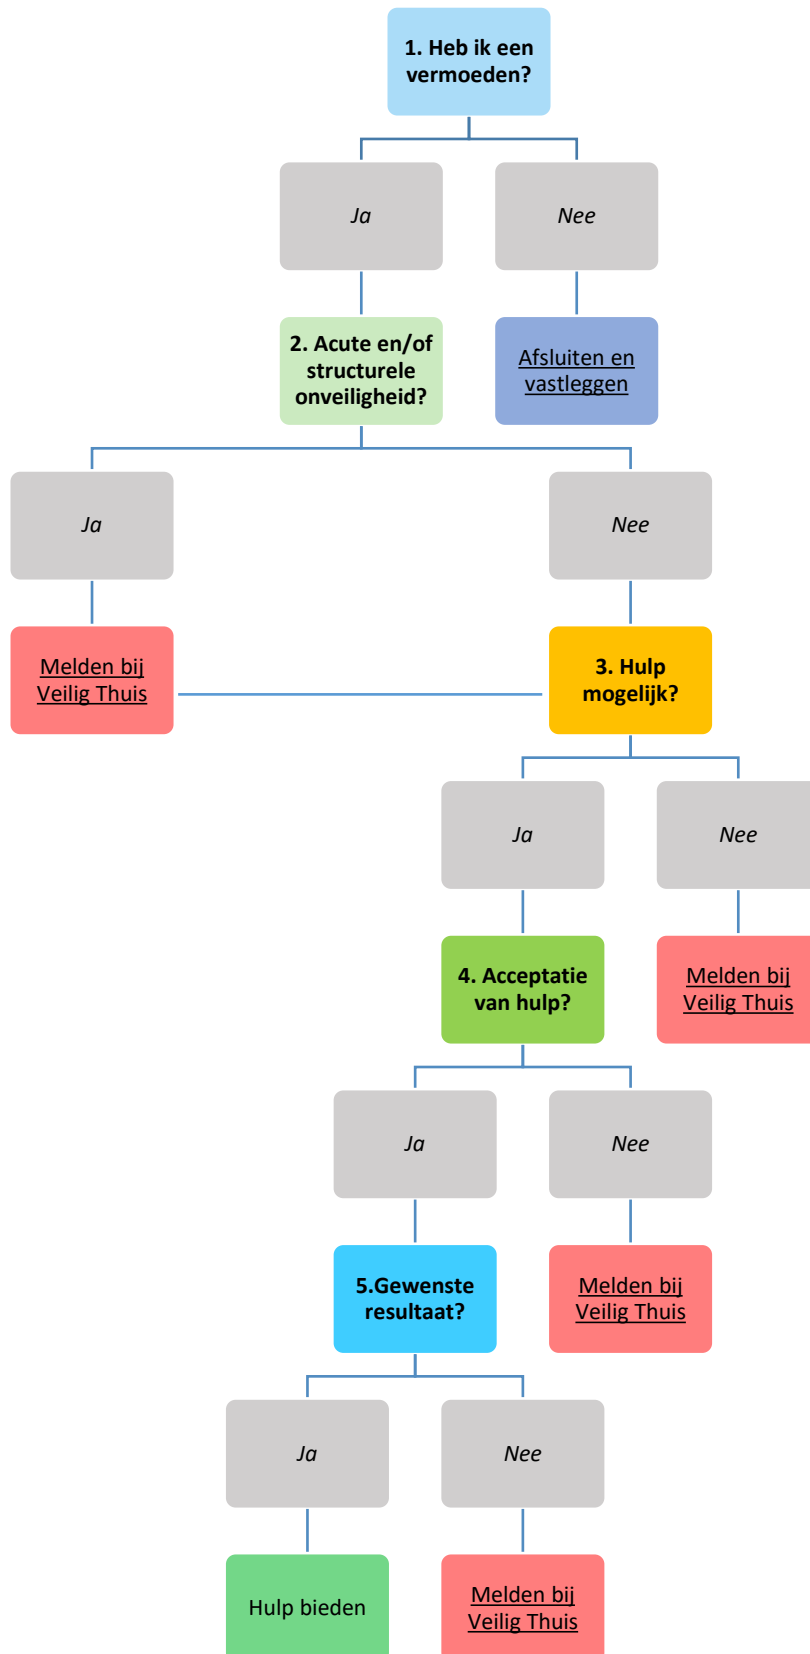 1. Heb ik een
vermoeden?
Ja
Nee
2. Acute en/of
structurele
onveiligheid?
Afsluiten en
vastleggen
Ja
Nee
Melden bij
Veilig Thuis
3. Hulp
mogelijk?
Ja
Nee
4. Acceptatie
van hulp?
Melden bij
Veilig Thuis
Ja
Nee
5.Gewenste
resultaat?
Melden bij
Veilig Thuis
Ja
Nee
Hulp bieden
Melden bij
Veilig Thuis